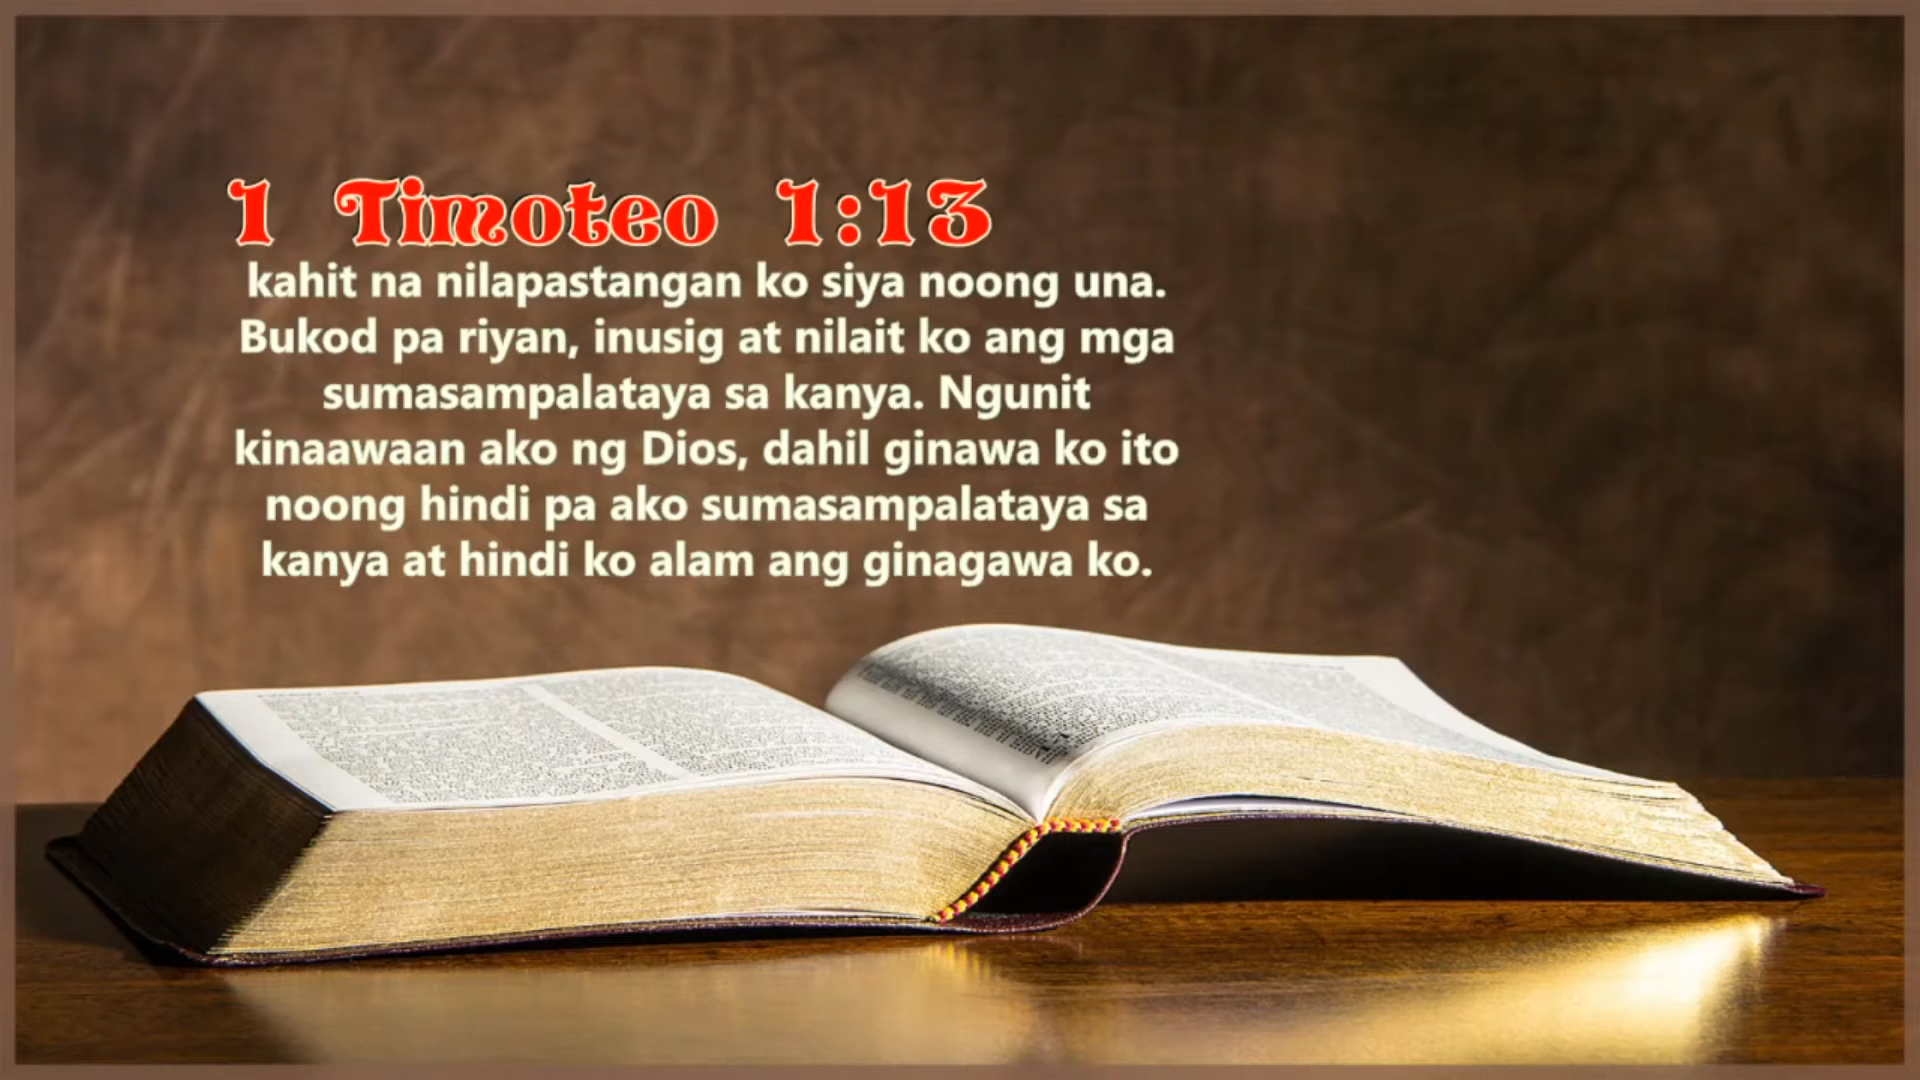 1 Timoteo 1:13
kahit na nilapastangan ko siya noong una.
Bukod pa riyan, inusig at nilait ko ang mga
sumasampalataya sa kanya. Ngunit
kinaawaan ako ng Dios, dahil ginawa ko ito
noong hindi pa ako sumasampalataya sa
kanya at hindi ko alam ang ginagawa ko.